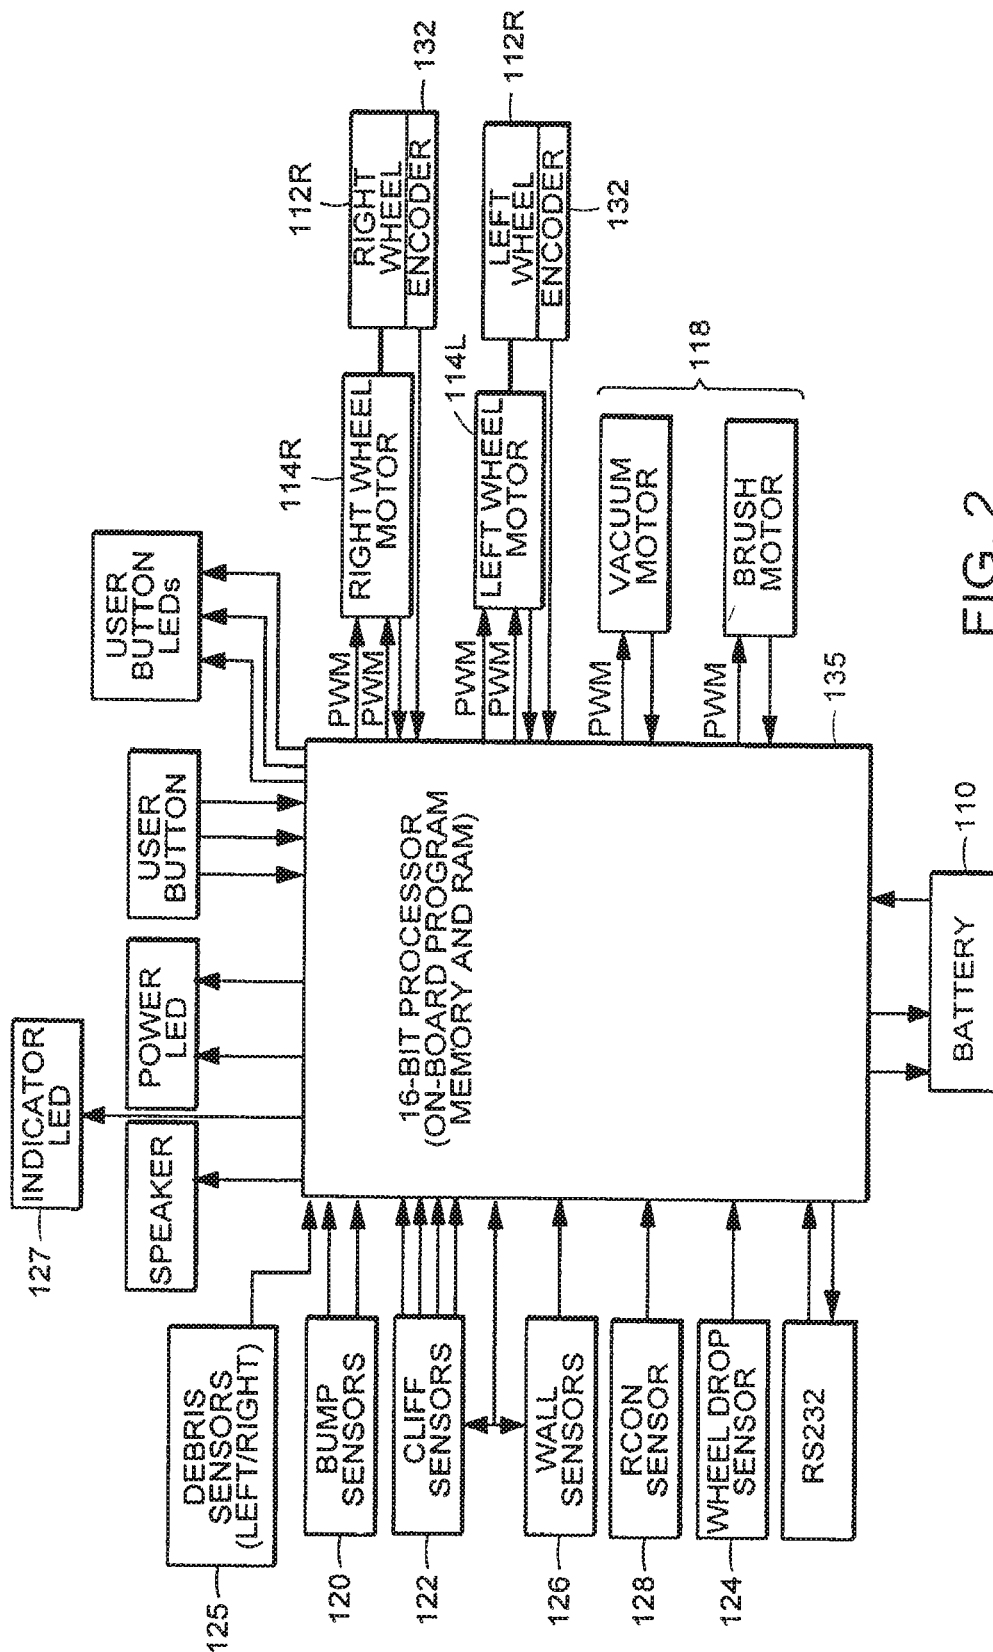 127
INDICATOR
LED
SPEAKER
POWER
LED
USER
BUTTON
USER
BUTTON
LEDs
125
DEBRIS
SENSORS
(LEFT/RIGHT)
120
BUMP
SENSORS
122
CLIFF
SENSORS
126
WALL
SENSORS
128
RCON
SENSOR
124
WHEEL DROP
SENSOR
RS232
16-BIT PROCESSOR
(ON-BOARD PROGRAM
MEMORY AND RAM)
135
BATTERY
110
PWM
PWM
114R
RIGHT WHEEL
MOTOR
112R
RIGHT
WHEEL
ENCODER
132
PWM
PWM
114L
LEFT WHEEL
MOTOR
112R
LEFT
WHEEL
ENCODER
132
PWM
VACUUM
MOTOR
118
PWM
BRUSH
MOTOR
FIG. 2